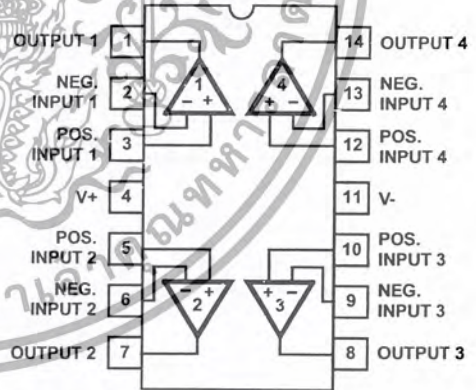 OUTPUT 1 1 14 OUTPUT 4
NEG. INPUT 1 2 13 NEG. INPUT 4
POS. INPUT 1 3 12 POS. INPUT 4
V+ 4 11 V-
POS. INPUT 2 5 10 POS. INPUT 3
NEG. INPUT 2 6 9 NEG. INPUT 3
OUTPUT 2 7 8 OUTPUT 3
1 - +
4 + -
- + 2
+ - 3